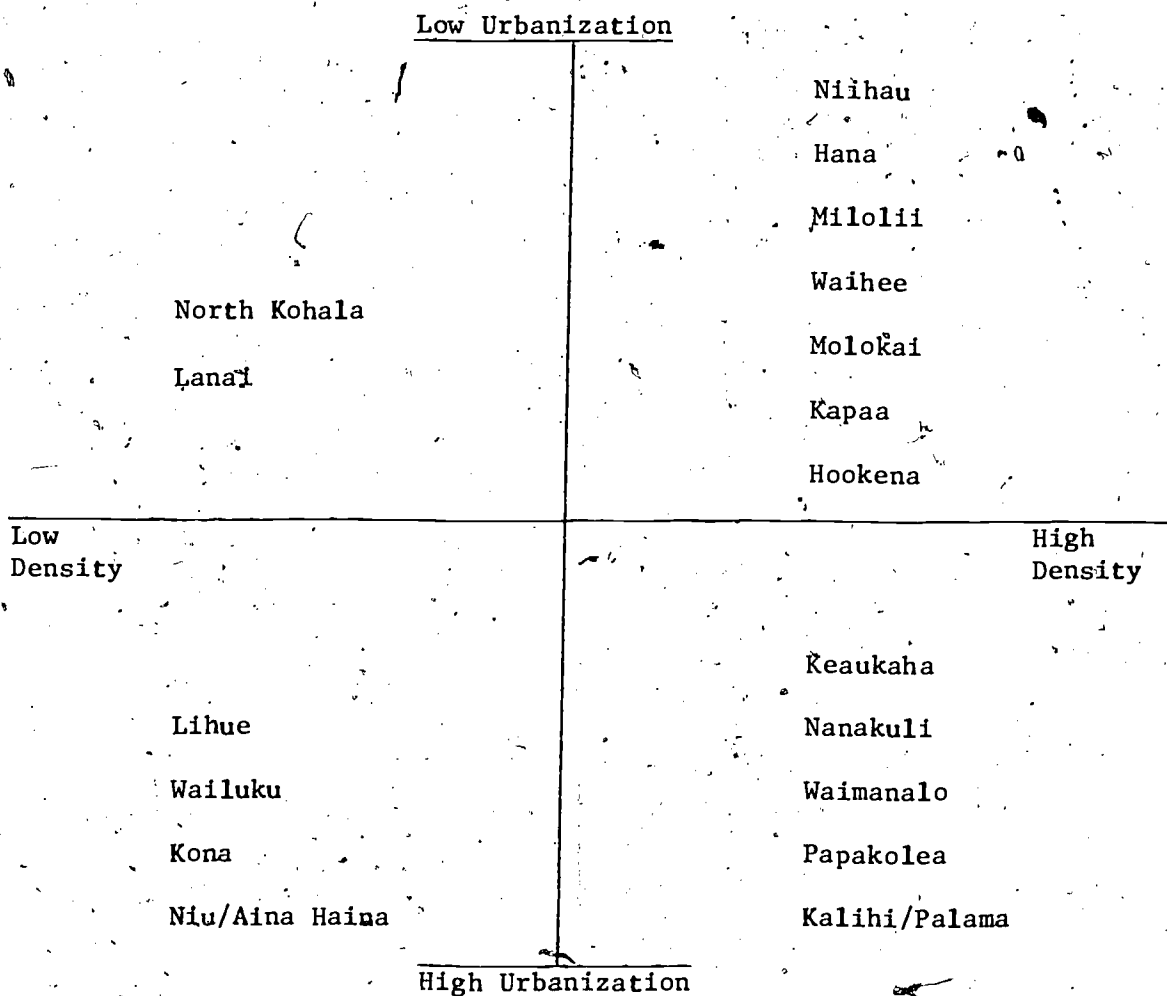 Low Urbanization
Niihau
Hana
Milolii
Waihee
North Kohala
Molokai
Lanai
Kapaa
Hookena
Low
Density
High
Density
Keaukaha
Lihue
Nanakuli
Wailuku
Waimanalo
Kona
Papakolea
Niu/Aina Haina
Kalihi/Palama
High Urbanization